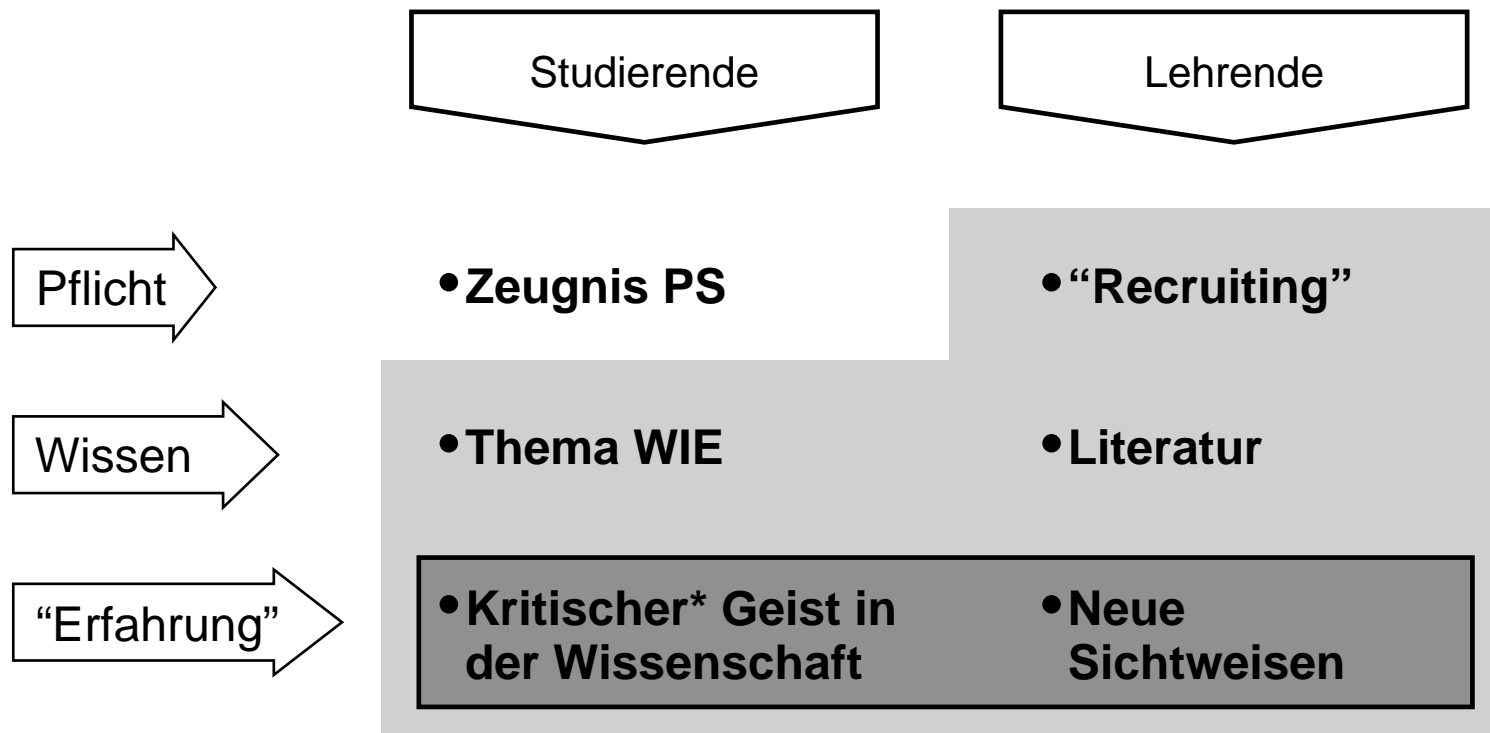 Studierende
Lehrende
Pflicht
•Zeugnis PS
•“Recruiting”
Wissen
•Thema WIE
•Literatur
“Erfahrung”
•Kritischer* Geist in
der Wissenschaft
•Neue
Sichtweisen